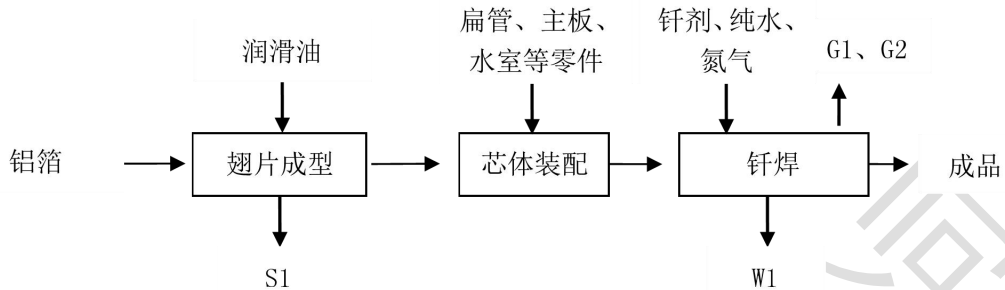 润滑油
扁管、主板、
水室等零件
钎剂、纯水、
氮气
G1、G2
铝箔
翅片成型
芯体装配
钎焊
成品
S1
W1